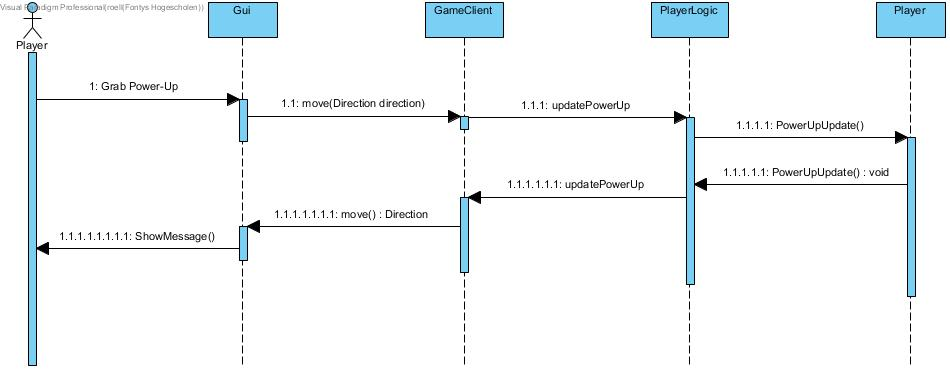 Visual Paradigm Professional(roell(Fontys Hogescholen))
Player
Gui
GameClient
PlayerLogic
Player
1: Grab Power-Up
1.1: move(Direction direction)
1.1.1: updatePowerUp
1.1.1.1: PowerUpUpdate()
1.1.1.1.1: PowerUpUpdate() : void
1.1.1.1.1.1: updatePowerUp
1.1.1.1.1.1.1: move() : Direction
1.1.1.1.1.1.1.1: ShowMessage()